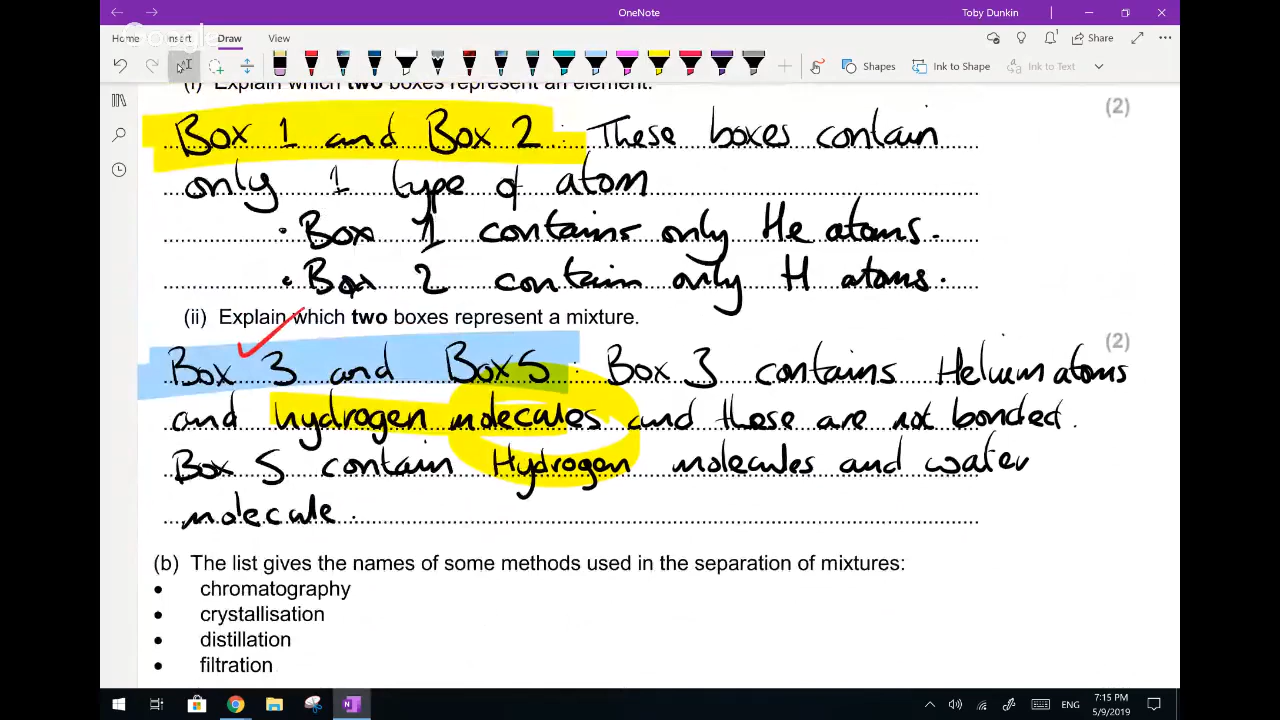 OneNote
Toby Dunkin
Home Insert Draw View
Shapes Ink to Shape Ink to Text Share
(i) Explain which two boxes represent an element.
(2)
Box 1 and Box 2 : These boxes contain
only 1 type of atom
• Box 1 contains only He atoms.
• Box 2 contain only H atoms.
(ii) Explain which two boxes represent a mixture.
(2)
Box 3 and Box 5 : Box 3 contains Helium atoms
and hydrogen molecules and these are not bonded.
Box 5 contain Hydrogen molecules and water
molecule.
(b) The list gives the names of some methods used in the separation of mixtures:
• chromatography
• crystallisation
• distillation
• filtration
ENG
7:15 PM
5/9/2019